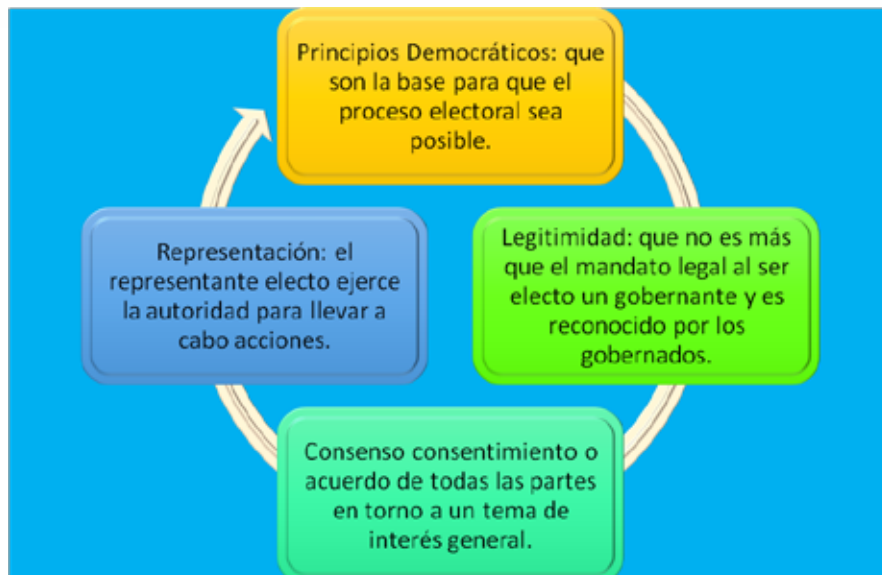 Principios Democráticos: que
son la base para que el
proceso electoral sea
posible.
Legitimidad: que no es más
que el mandato legal al ser
electo un gobernante y es
reconocido por los
gobernados.
Consenso consentimiento o
acuerdo de todas las partes
en torno a un tema de
interés general.
Representación: el
representante electo ejerce
la autoridad para llevar a
cabo acciones.